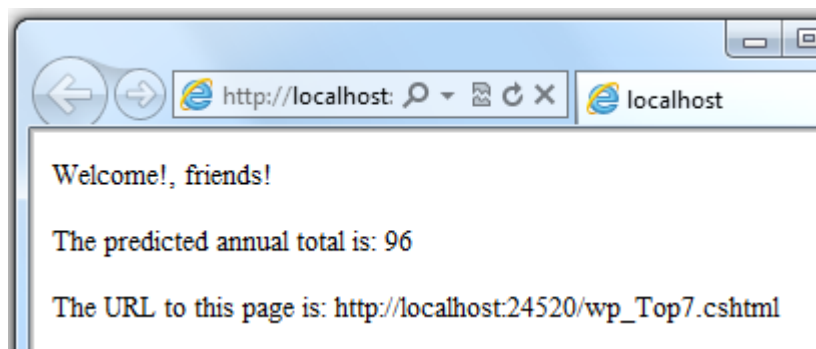 http://localhost: localhost
Welcome!, friends!
The predicted annual total is: 96
The URL to this page is: http://localhost:24520/wp_Top7.cshtml